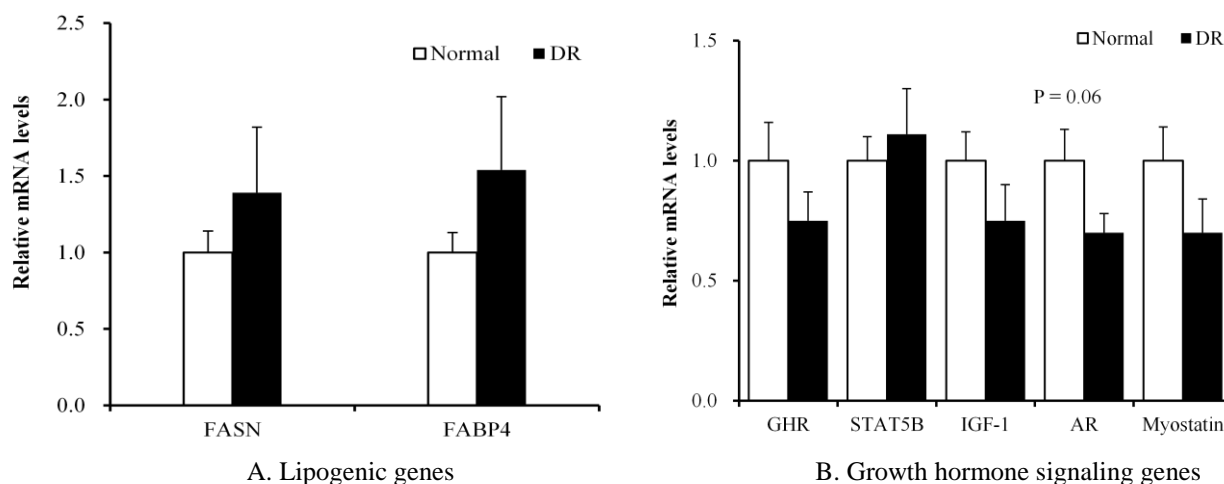 2.5
2.0
1.5
1.0
0.5
0.0
Relative mRNA levels
Normal DR
FASN FABP4
A. Lipogenic genes
1.5
1.0
0.5
0.0
Relative mRNA levels
Normal DR
P = 0.06
GHR STAT5B IGF-1 AR Myostatin
B. Growth hormone signaling genes